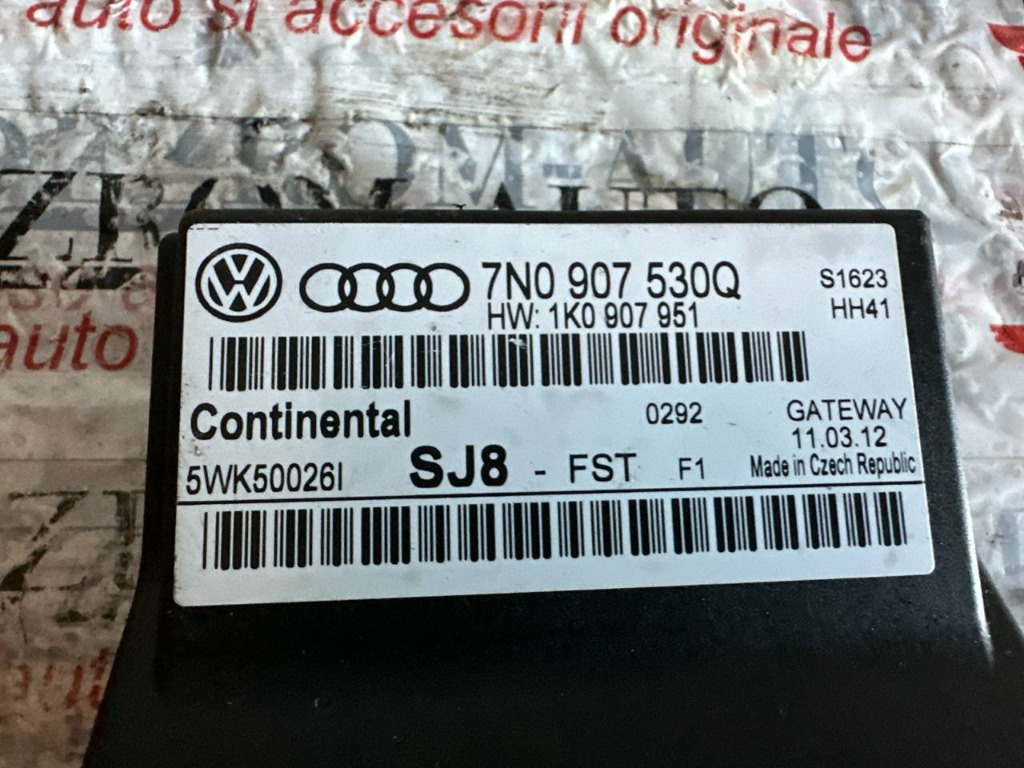 auto si accesorii originale
auto
7N0 907 530Q
S1623
HW: 1K0 907 951
HH41
Continental
0292
GATEWAY
11.03.12
5WK50026I
SJ8 - FST F1
Made in Czech Republic